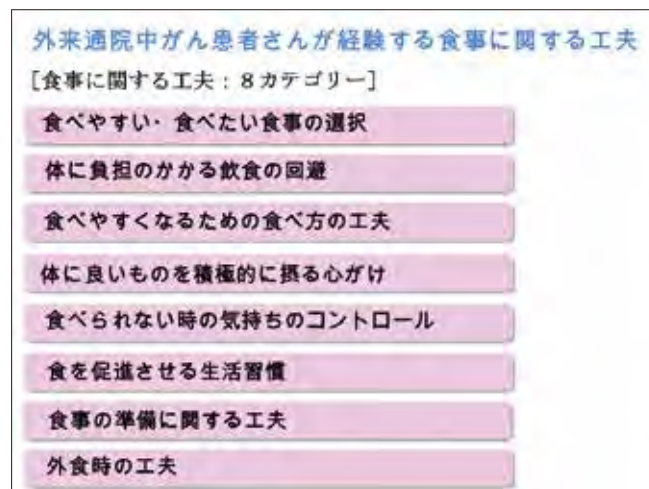 外来通院中がん患者さんが経験する食事に関する工夫
[食事に関する工夫：8カテゴリー]
食べやすい・食べたい食事の選択
体に負担のかかる飲食の回避
食べやすくなるための食べ方の工夫
体に良いものを積極的に摂る心がけ
食べられない時の気持ちのコントロール
食を促進させる生活習慣
食事の準備に関する工夫
外食時の工夫